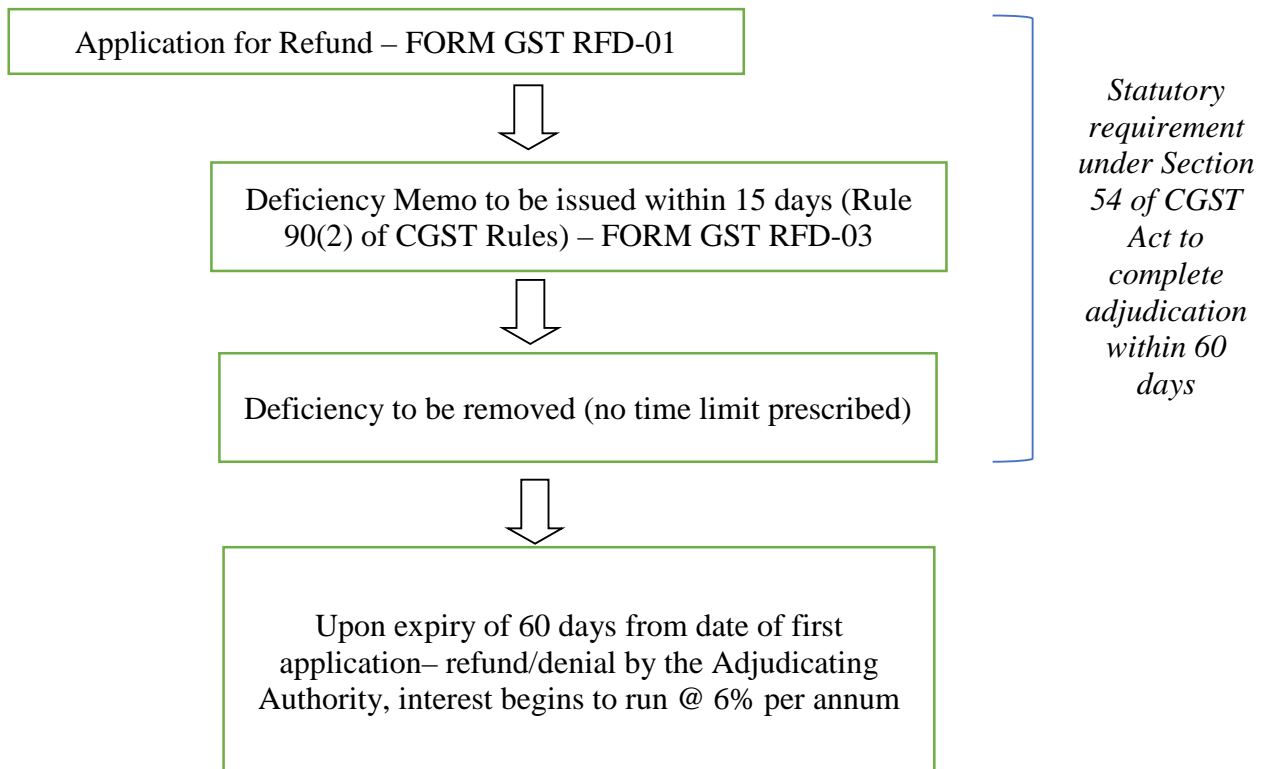 Application for Refund – FORM GST RFD-01
Deficiency Memo to be issued within 15 days (Rule
90(2) of CGST Rules) – FORM GST RFD-03
Deficiency to be removed (no time limit prescribed)
Upon expiry of 60 days from date of first
application– refund/denial by the Adjudicating
Authority, interest begins to run @ 6% per annum
Statutory
requirement
under Section
54 of CGST
Act to
complete
adjudication
within 60
days